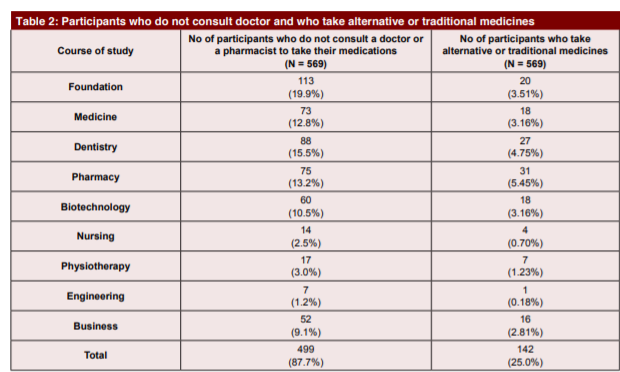 Table 2: Participants who do not consult doctor and who take alternative or traditional medicines
Course of study
No of participants who do not consult a doctor or
a pharmacist to take their medications
(N = 569)
No of participants who take
alternative or traditional medicines
(N = 569)
Foundation
113
(19.9%)
20
(3.51%)
Medicine
73
(12.8%)
18
(3.16%)
Dentistry
88
(15.5%)
27
(4.75%)
Pharmacy
75
(13.2%)
31
(5.45%)
Biotechnology
60
(10.5%)
18
(3.16%)
Nursing
14
(2.5%)
4
(0.70%)
Physiotherapy
17
(3.0%)
7
(1.23%)
Engineering
7
(1.2%)
1
(0.18%)
Business
52
(9.1%)
16
(2.81%)
Total
499
(87.7%)
142
(25.0%)